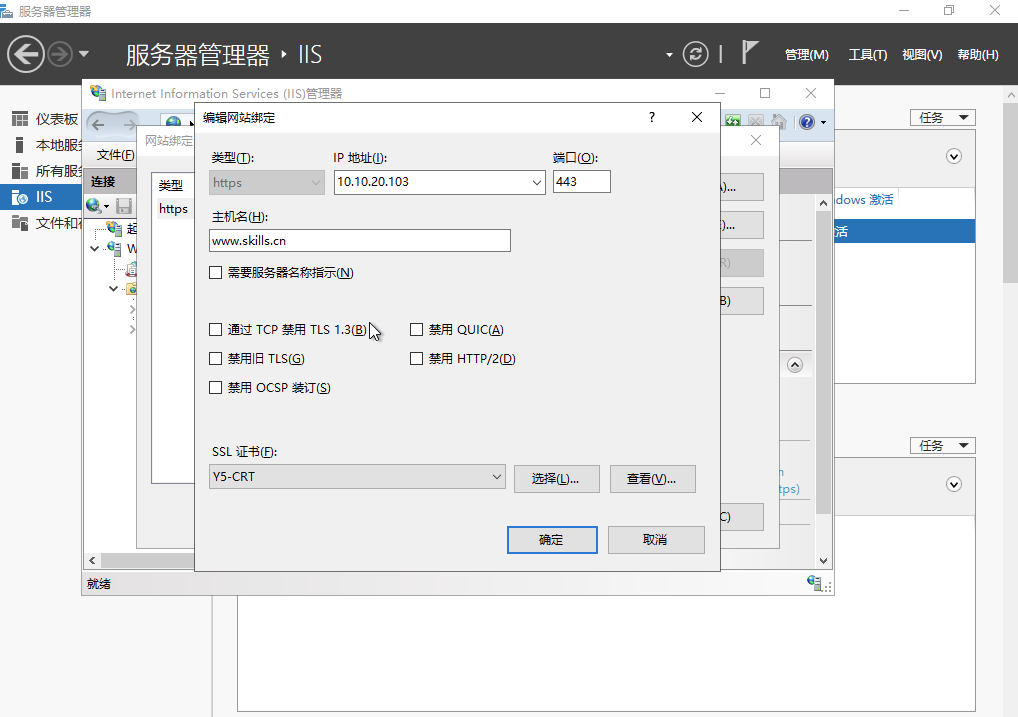 服务器管理器
服务器管理器 ‣ IIS
管理(M) 工具(T) 视图(V) 帮助(H)
Internet Information Services (IIS)管理器
仪表板
本地服务
所有服务
IIS
文件和
文件(F)
连接
网站绑定
类型
https
编辑网站绑定
?
类型(T): IP 地址(I): 端口(O):
https 10.10.20.103 443
主机名(H):
www.skills.cn
需要服务器名称指示(N)
通过 TCP 禁用 TLS 1.3(B) 禁用 QUIC(A)
禁用旧 TLS(G) 禁用 HTTP/2(D)
禁用 OCSP 装订(S)
SSL 证书(F):
Y5-CRT 选择(L)... 查看(V)...
确定 取消
任务
dows 激活
激活
任务
tps)
就绪